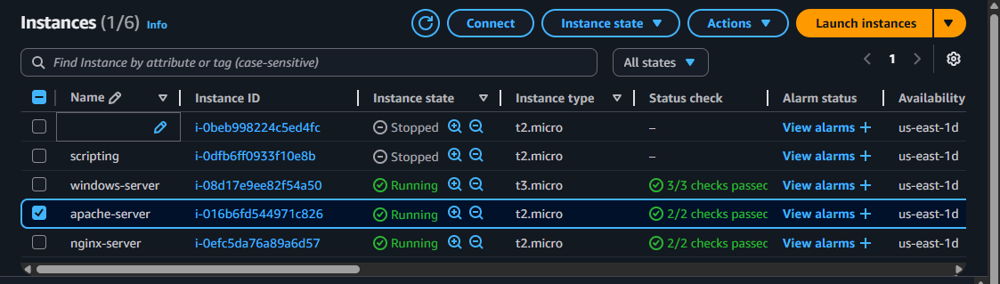 Instances (1/6) Info Connect Instance state Actions Launch instances
Find Instance by attribute or tag (case-sensitive) All states 1
Name Instance ID Instance state Instance type Status check Alarm status Availability
i-0beb998224c5ed4fc Stopped t2.micro – View alarms + us-east-1d
scripting i-0dfb6ff0933f10e8b Stopped t2.micro – View alarms + us-east-1d
windows-server i-08d17e9ee82f54a50 Running t3.micro 3/3 checks passec View alarms + us-east-1d
apache-server i-016b6fd544971c826 Running t2.micro 2/2 checks passec View alarms + us-east-1d
nginx-server i-0efc5da76a89a6d57 Running t2.micro 2/2 checks passec View alarms + us-east-1d